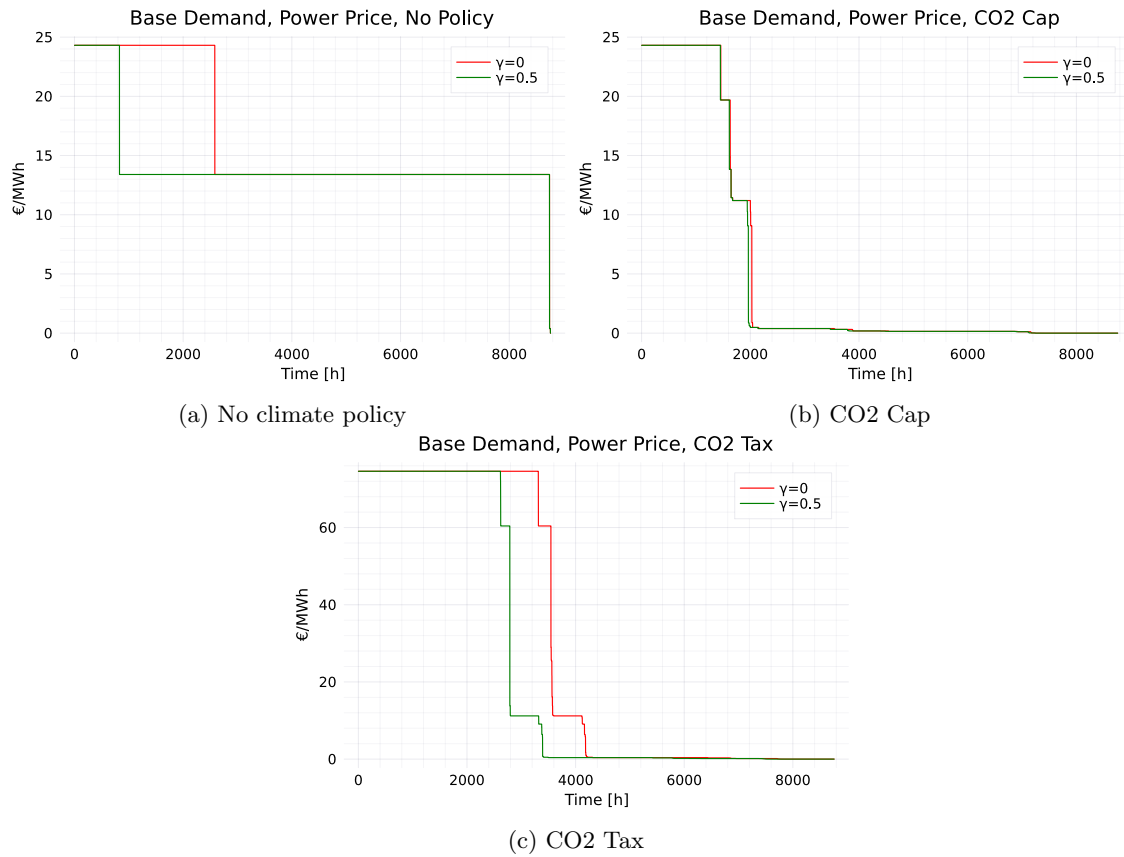 Base Demand, Power Price, No Policy
25
20
15
10
5
0
€/MWh
γ=0
γ=0.5
0 2000 4000 6000 8000
Time [h]
(a) No climate policy
Base Demand, Power Price, CO2 Cap
25
20
15
10
5
0
€/MWh
γ=0
γ=0.5
0 2000 4000 6000 8000
Time [h]
(b) CO2 Cap
Base Demand, Power Price, CO2 Tax
60
40
20
0
€/MWh
γ=0
γ=0.5
0 2000 4000 6000 8000
Time [h]
(c) CO2 Tax